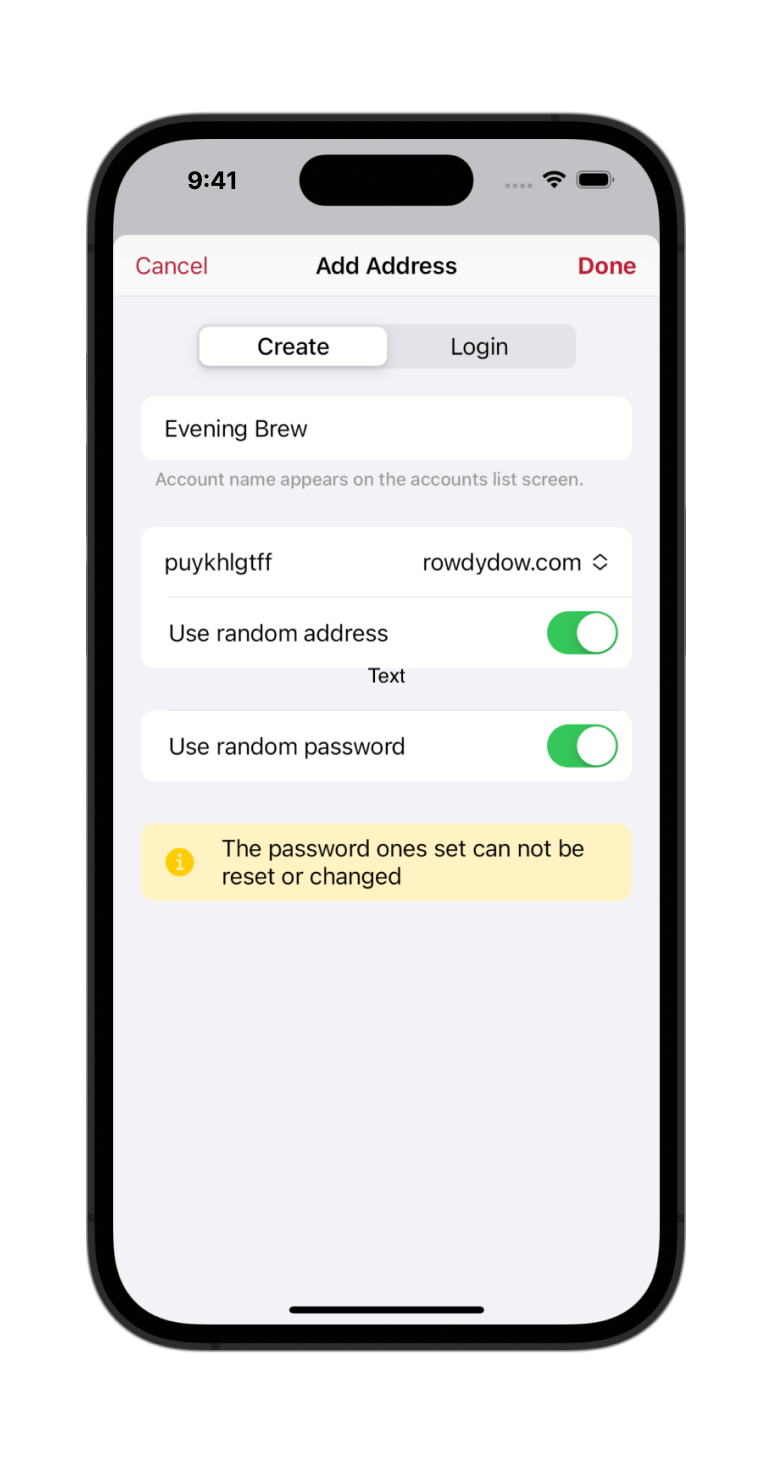 9:41
Cancel Add Address Done
Create Login
Evening Brew
Account name appears on the accounts list screen.
puykhlgtff rowdydow.com
Use random address
Text
Use random password
The password ones set can not be
reset or changed